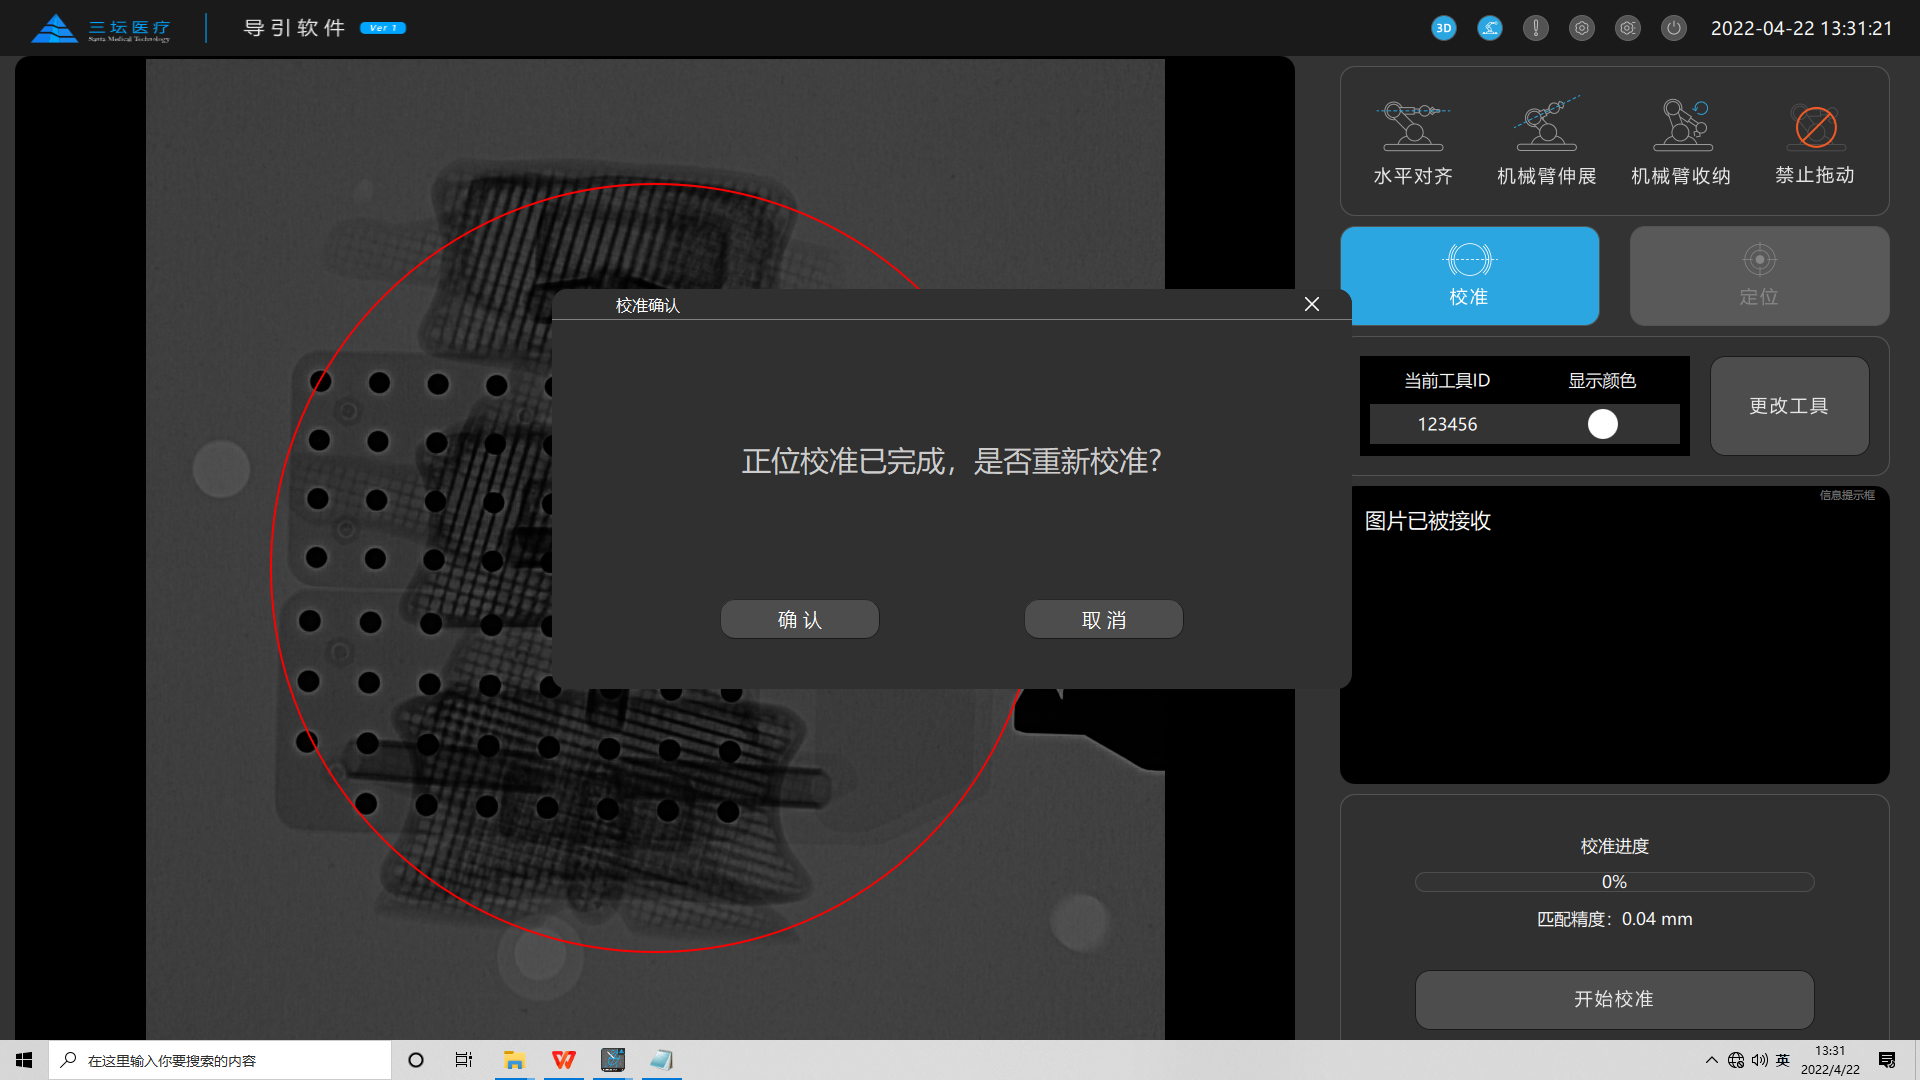 三坛医疗
Santa Medical Technology
导引软件
Ver 1
3D
2022-04-22 13:31:21
水平对齐
机械臂伸展
机械臂收纳
禁止拖动
校准
定位
校准确认
正位校准已完成，是否重新校准?
确 认
取 消
当前工具ID
显示颜色
123456
更改工具
信息提示框
图片已被接收
校准进度
0%
匹配精度：0.04 mm
开始校准
在这里输入你要搜索的内容
英
13:31
2022/4/22